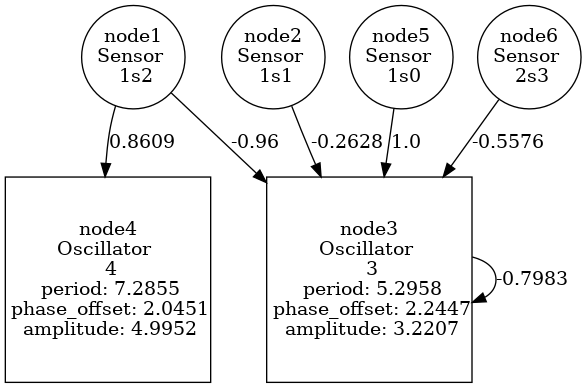 node1
Sensor
1s2
node2
Sensor
1s1
node5
Sensor
1s0
node6
Sensor
2s3
0.8609
-0.96
-0.2628
1.0
-0.5576
node4
Oscillator
4
period: 7.2855
phase_offset: 2.0451
amplitude: 4.9952
node3
Oscillator
3
period: 5.2958
phase_offset: 2.2447
amplitude: 3.2207
-0.7983